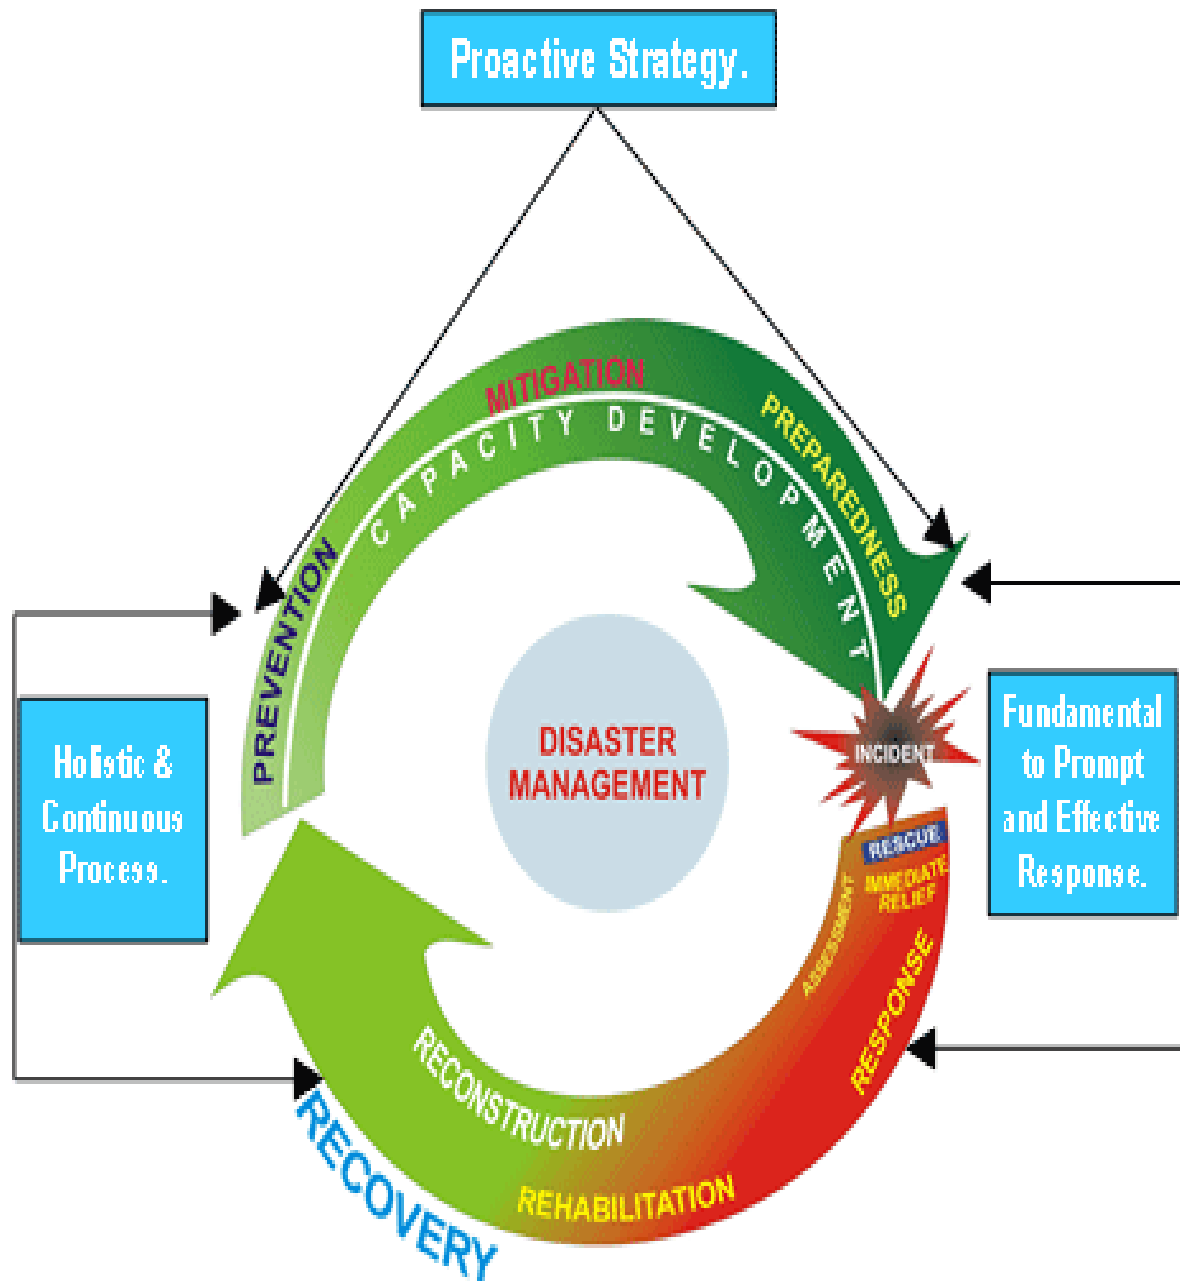 Proactive Strategy.
MITIGATION
CAPACITY DEVELOPMENT
PREPAREDNESS
PREVENTION
DISASTER
MANAGEMENT
INCIDENT
Holistic &
Continuous
Process.
Fundamental
to Prompt
and Effective
Response.
RESCUE
IMMEDIATE
RELIEF
ASSESSMENT
RESPONSE
RECONSTRUCTION
REHABILITATION
RECOVERY